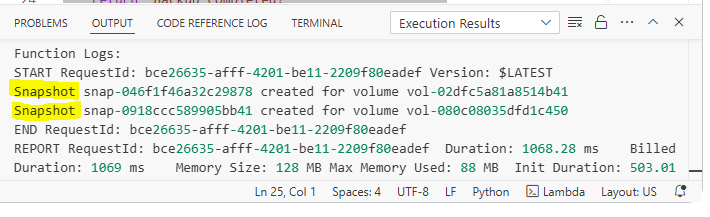 24 return "Backup completed!"
PROBLEMS OUTPUT CODE REFERENCE LOG TERMINAL Execution Results
Function Logs:
START RequestId: bce26635-afff-4201-be11-2209f80eadef Version: $LATEST
Snapshot snap-046f1f46a32c29878 created for volume vol-02dfc5a81a8514b41
Snapshot snap-0918ccc589905bb41 created for volume vol-080c08035dfd1c450
END RequestId: bce26635-afff-4201-be11-2209f80eadef
REPORT RequestId: bce26635-afff-4201-be11-2209f80eadef Duration: 1068.28 ms Billed
Duration: 1069 ms Memory Size: 128 MB Max Memory Used: 88 MB Init Duration: 503.01
Ln 25, Col 1 Spaces: 4 UTF-8 LF Python Lambda Layout: US